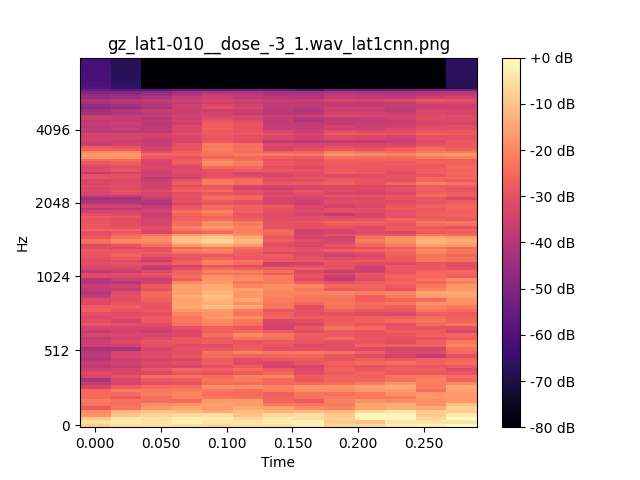 gz_lat1-010__dose_-3_1.wav_lat1cnn.png
Hz
4096
2048
1024
512
0
0.000 0.050 0.100 0.150 0.200 0.250
Time
+0 dB
-10 dB
-20 dB
-30 dB
-40 dB
-50 dB
-60 dB
-70 dB
-80 dB